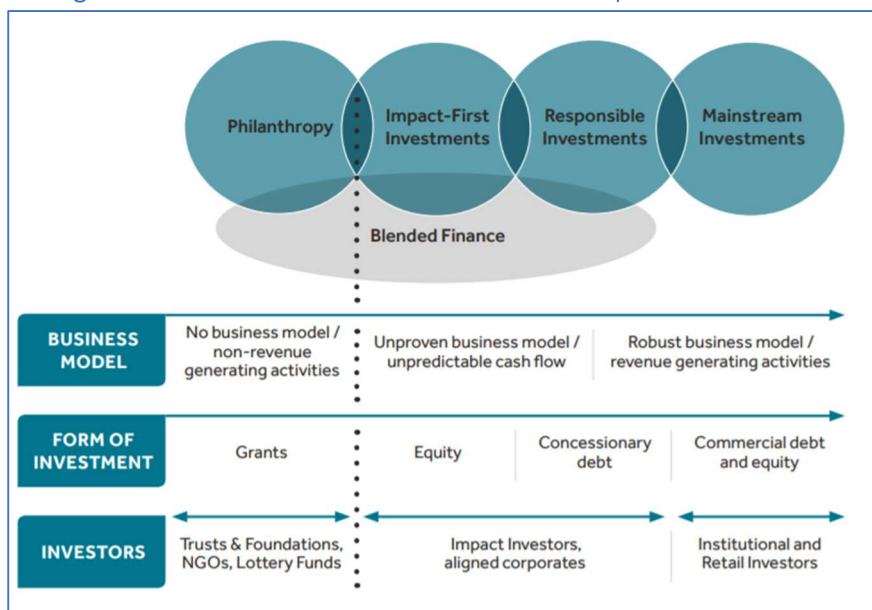 Philanthropy
Impact-First
Investments
Responsible
Investments
Mainstream
Investments
Blended Finance
BUSINESS
MODEL
No business model /
non-revenue
generating activities
Unproven business model /
unpredictable cash flow
Robust business model /
revenue generating activities
FORM OF
INVESTMENT
Grants
Equity
Concessionary
debt
Commercial debt
and equity
INVESTORS
Trusts & Foundations,
NGOs, Lottery Funds
Impact Investors,
aligned corporates
Institutional and
Retail Investors